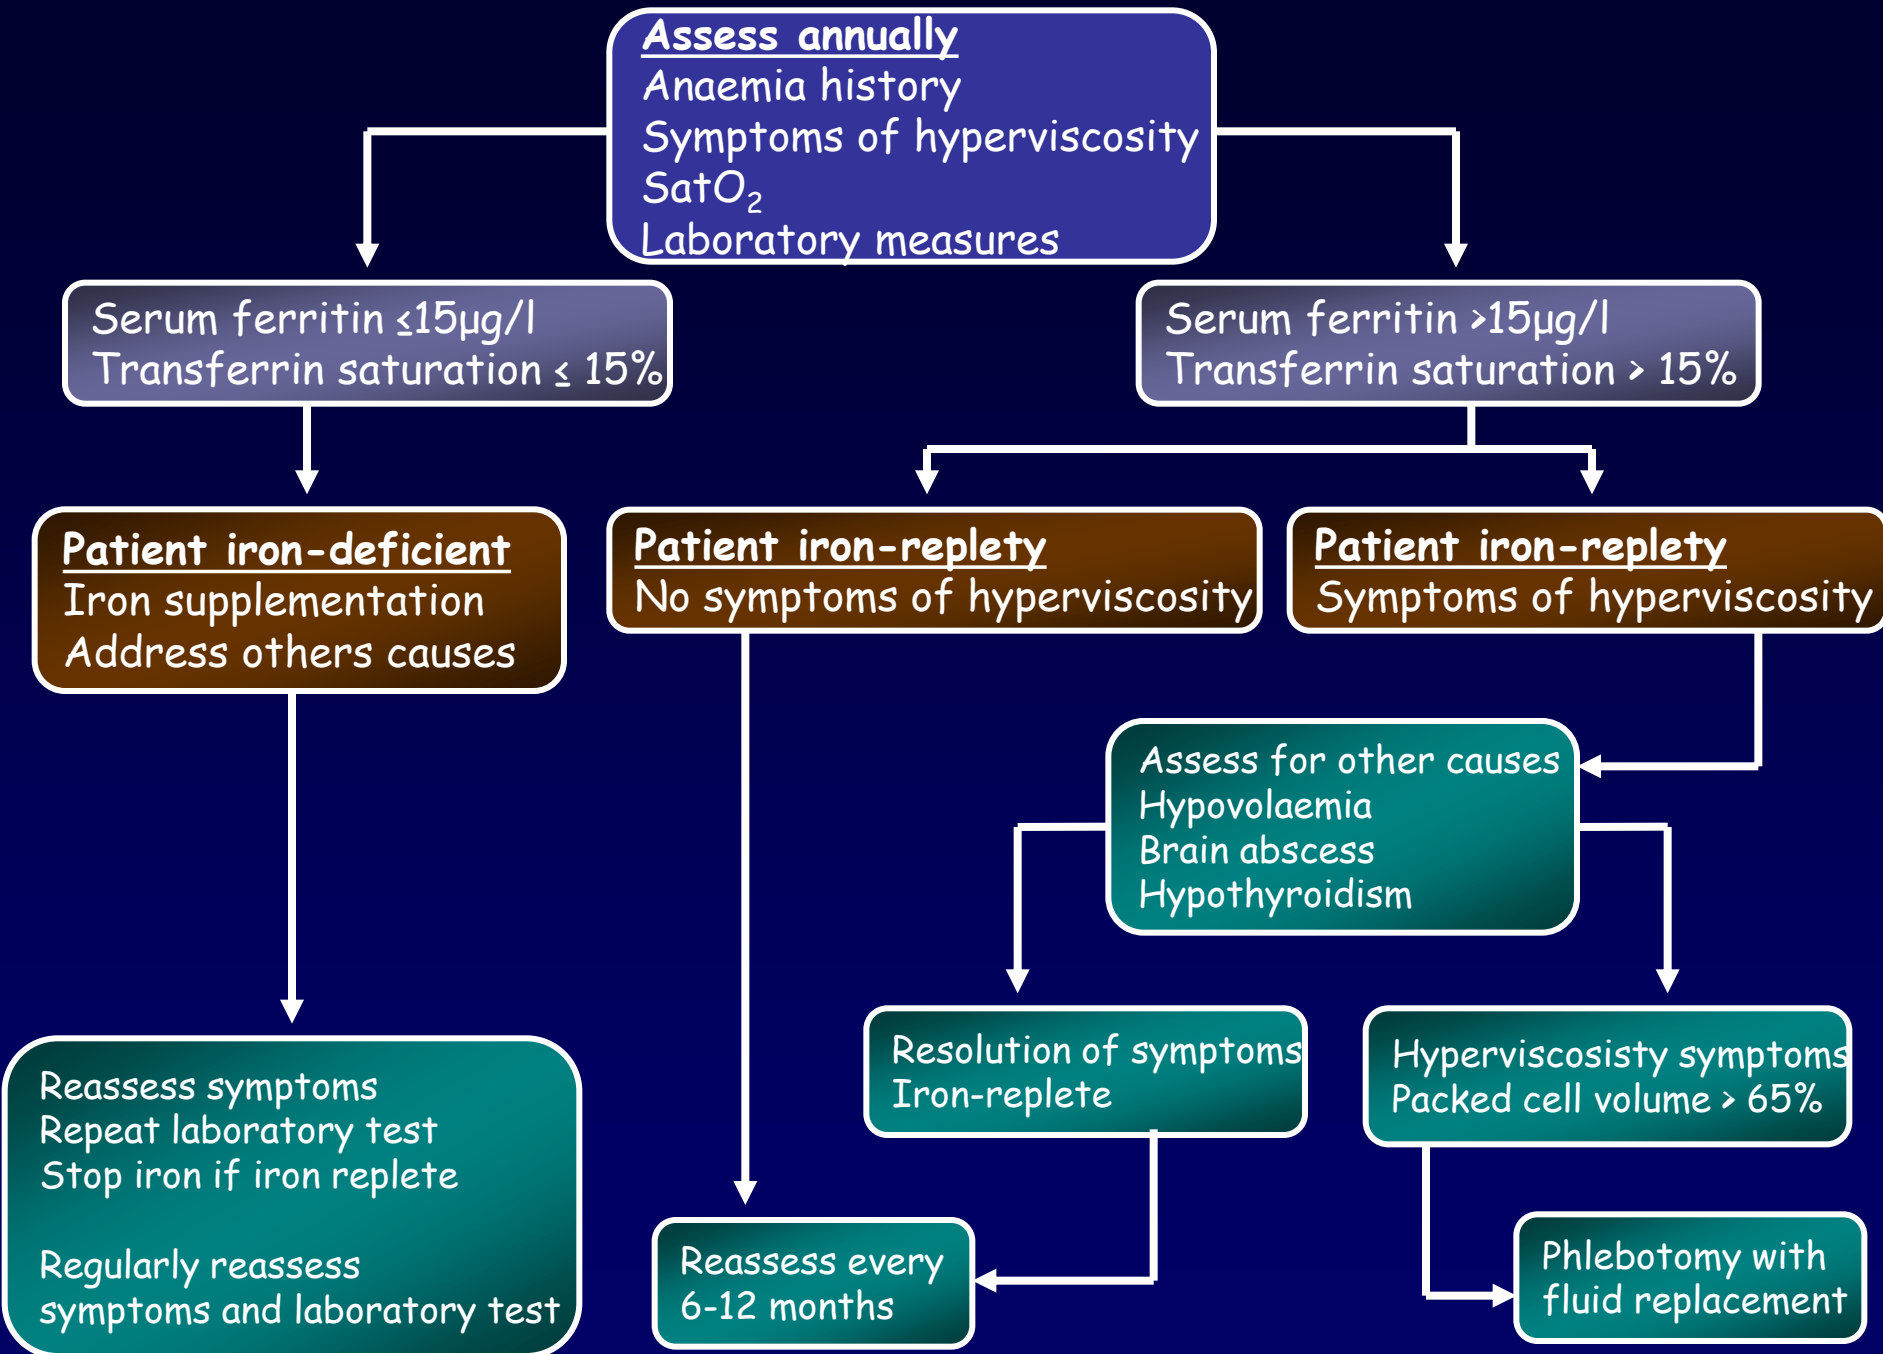 Assess annually
Anaemia history
Symptoms of hyperviscosity
SatO₂
Laboratory measures
Serum ferritin ≤15µg/l
Transferrin saturation ≤ 15%
Serum ferritin >15µg/l
Transferrin saturation > 15%
Patient iron-deficient
Iron supplementation
Address others causes
Patient iron-replety
No symptoms of hyperviscosity
Patient iron-replety
Symptoms of hyperviscosity
Assess for other causes
Hypovolaemia
Brain abscess
Hypothyroidism
Resolution of symptoms
Iron-replete
Hyperviscosisty symptoms
Packed cell volume > 65%
Reassess symptoms
Repeat laboratory test
Stop iron if iron replete
Regularly reassess
symptoms and laboratory test
Reassess every
6-12 months
Phlebotomy with
fluid replacement